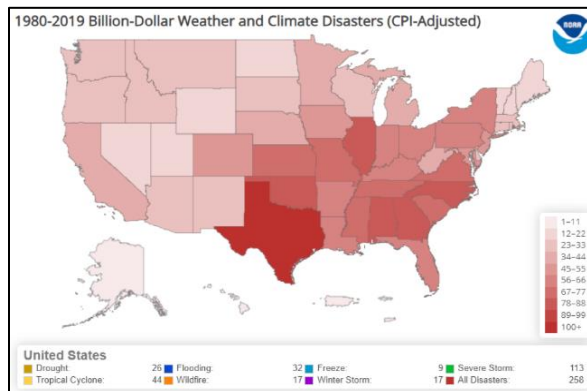 1980-2019 Billion-Dollar Weather and Climate Disasters (CPI-Adjusted)
NOAA
1–11
12–22
23–33
34–44
45–55
56–66
67–77
78–88
89–99
100+
United States
Drought: 26 Flooding: 32 Freeze: 9 Severe Storm: 113
Tropical Cyclone: 44 Wildfire: 17 Winter Storm: 17 All Disasters: 258